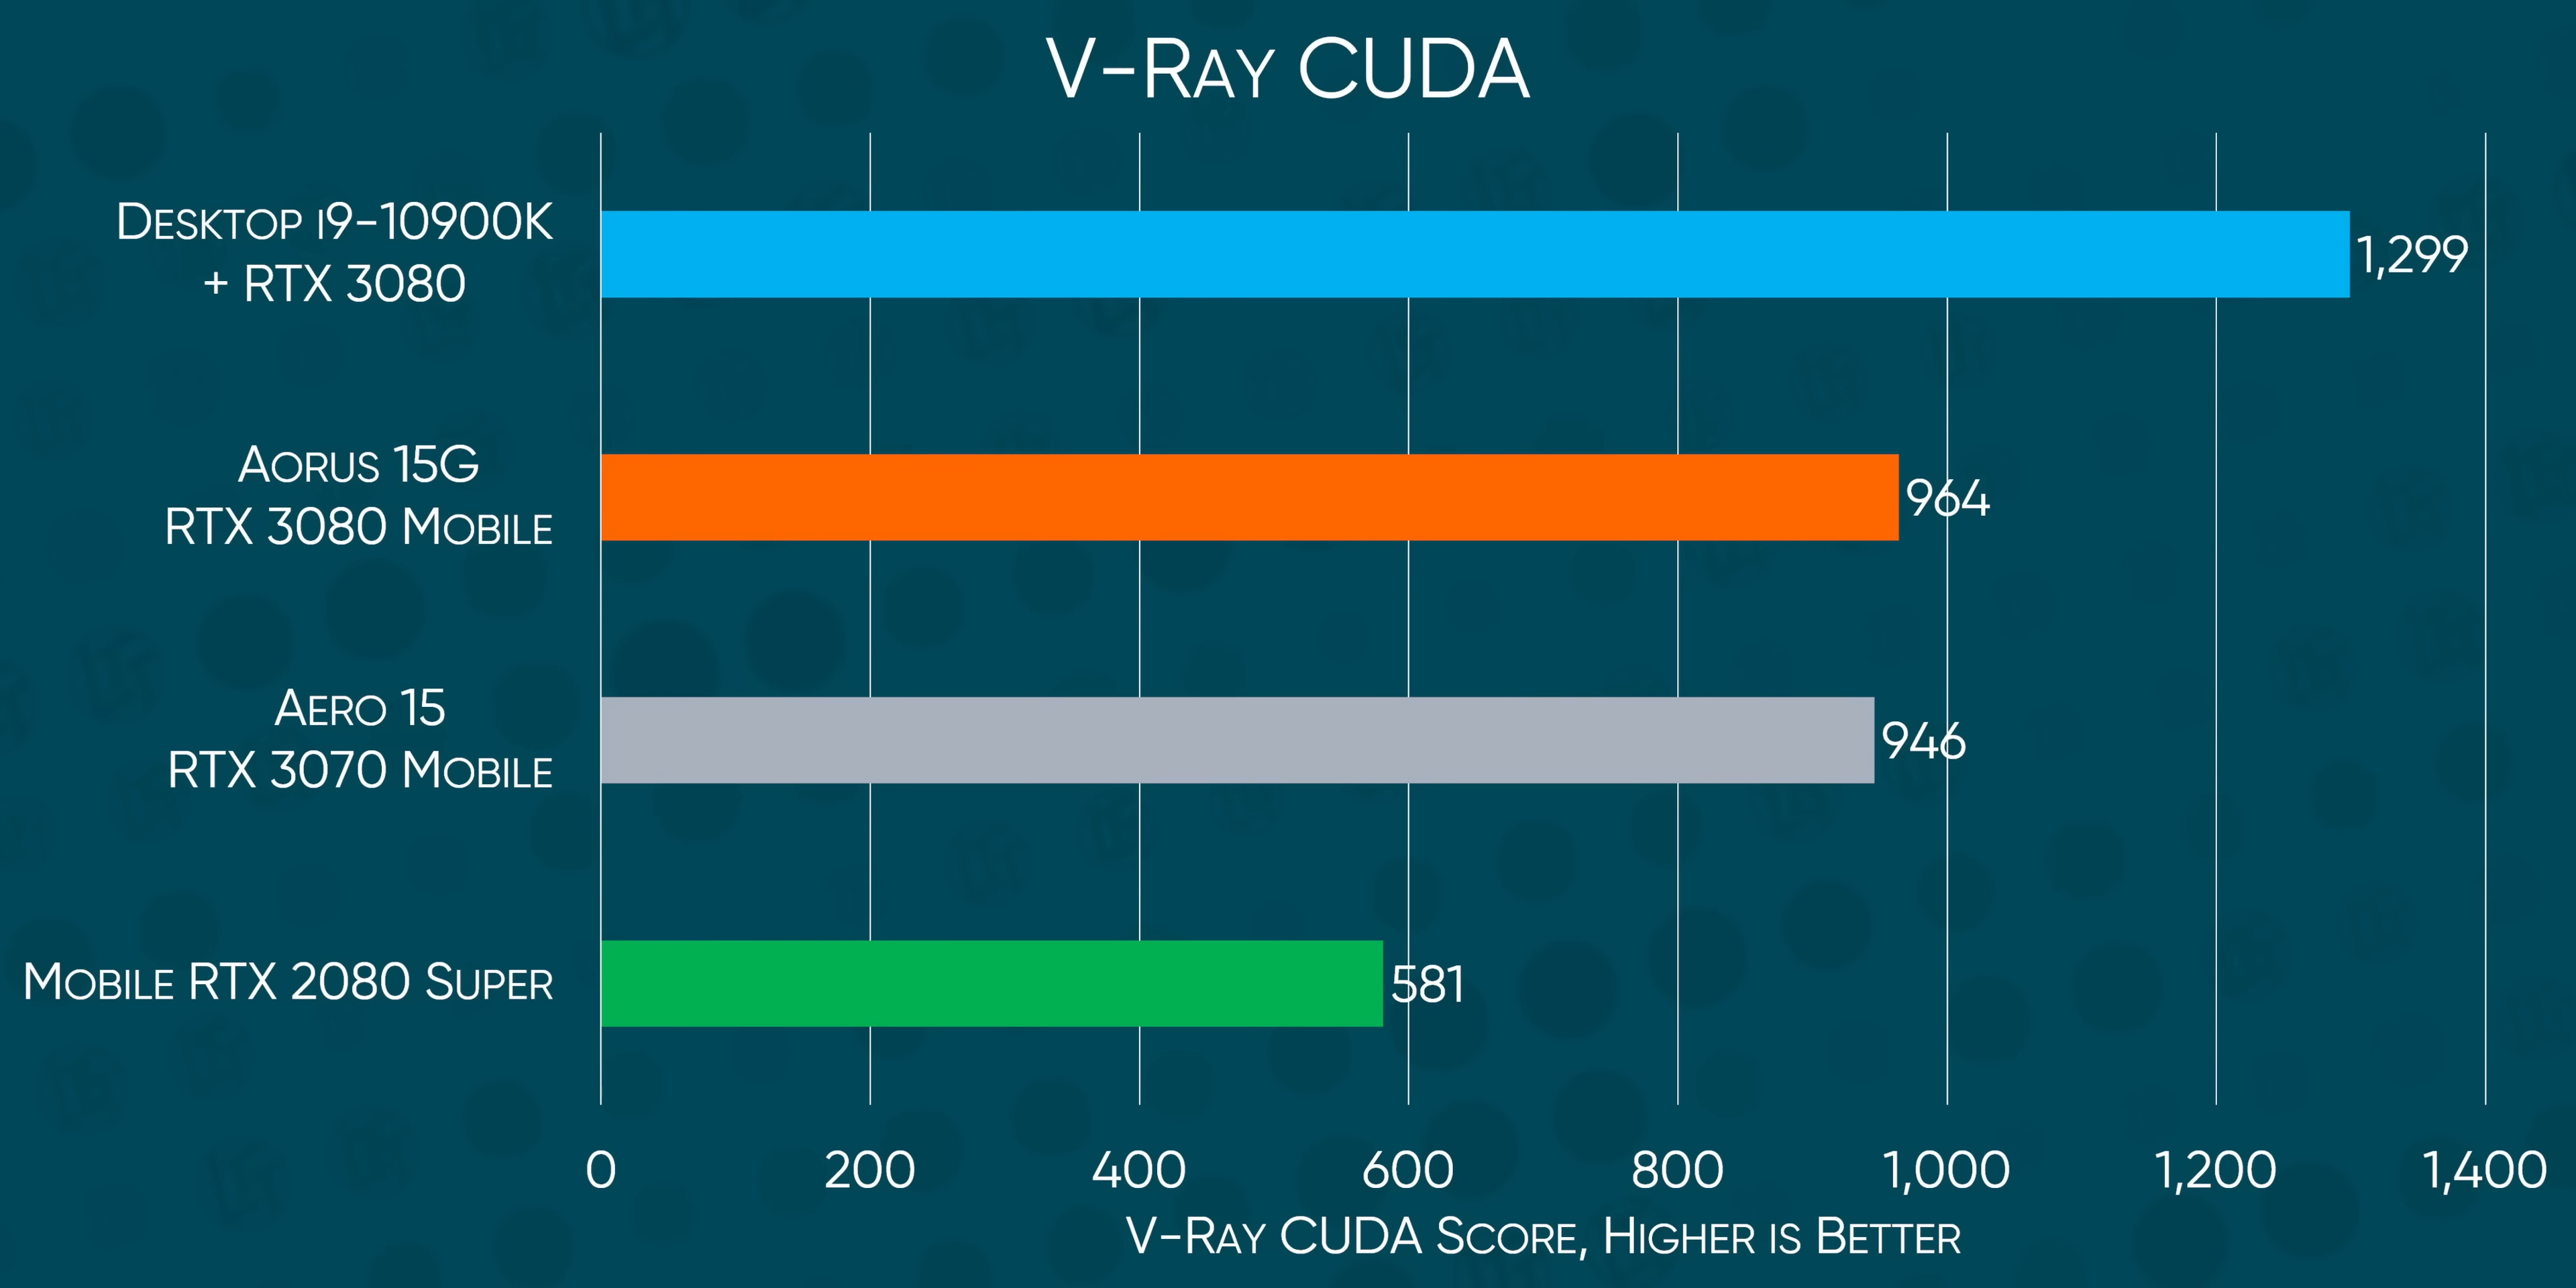 V-Ray CUDA
Desktop i9-10900K
+ RTX 3080
1,299
Aorus 15G
RTX 3080 Mobile
964
Aero 15
RTX 3070 Mobile
946
Mobile RTX 2080 Super
581
0 200 400 600 800 1,000 1,200 1,400
V-Ray CUDA Score, Higher is Better